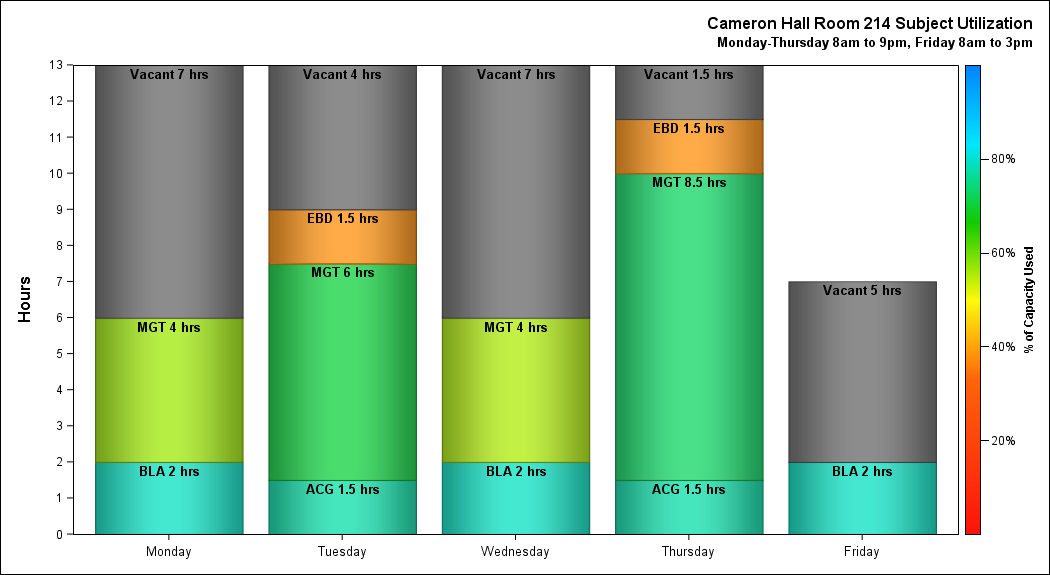 Cameron Hall Room 214 Subject Utilization
Monday-Thursday 8am to 9pm, Friday 8am to 3pm
Hours
13
12
11
10
9
8
7
6
5
4
3
2
1
0
Vacant 7 hrs
MGT 4 hrs
BLA 2 hrs
Vacant 4 hrs
EBD 1.5 hrs
MGT 6 hrs
ACG 1.5 hrs
Vacant 7 hrs
MGT 4 hrs
BLA 2 hrs
Vacant 1.5 hrs
EBD 1.5 hrs
MGT 8.5 hrs
ACG 1.5 hrs
Vacant 5 hrs
BLA 2 hrs
Monday
Tuesday
Wednesday
Thursday
Friday
80%
60%
40%
20%
% of Capacity Used